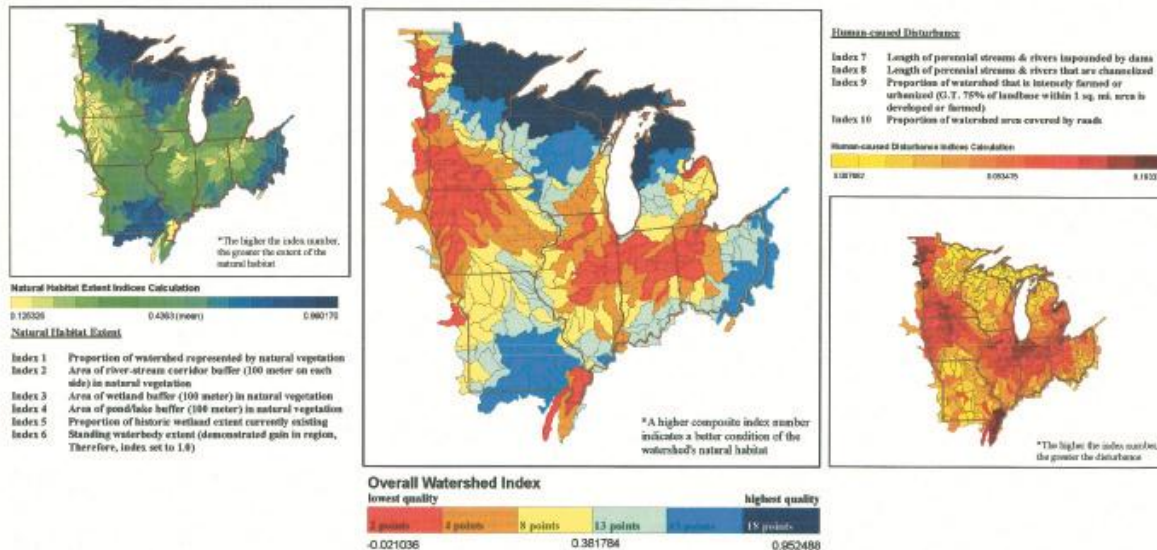 *The higher the index number,
the greater the extent of the
natural habitat
Natural Habitat Extent Indices Calculation
0.4363 (mean)
Natural Habitat Extent
Index 1 Proportion of watershed represented by natural vegetation
Index 2 Area of river-stream corridor buffer (100 meter on each
side) in natural vegetation
Index 3 Area of wetland buffer (100 meter) in natural vegetation
Index 4 Area of pond/lake buffer (100 meter) in natural vegetation
Index 5 Proportion of historic wetland extent currently existing
Index 6 Standing waterbody extent (demonstrated gain in region,
Therefore, index set to 1.0)
*A higher composite index number
indicates a better condition of the
watershed's natural habitat
Overall Watershed Index
lowest quality highest quality
2 points 4 points 8 points 13 points points 18 points
-0.021036 0.381784 0.952488
Human-caused Disturbance
Index 7 Length of perennial streams & rivers impounded by dams
Index 8 Length of perennial streams & rivers that are channelized
Index 9 Proportion of watershed that is intensely farmed or
urbanized (G.T. 75% of landbase within 1 sq. mi. area is
developed or farmed)
Index 10 Proportion of watershed area covered by roads
Human-caused Disturbance Indices Calculation
*The higher the index number,
the greater the disturbance